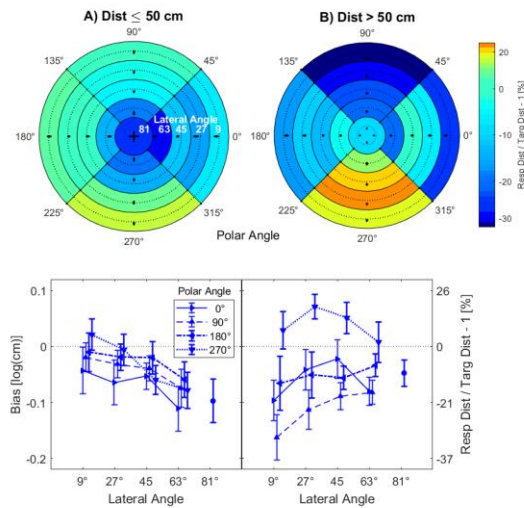 A) Dist ≤ 50 cm
B) Dist > 50 cm
90°
90°
135°
45°
135°
45°
180°
0°
180°
0°
Lateral Angle
81 63 45 27 9
225°
315°
225°
315°
270°
270°
Polar Angle
20
10
0
-10
-20
-30
Resp Dist / Targ Dist - 1 [%]
0.1
0
-0.1
-0.2
Bias [log(cm)]
Polar Angle
0°
90°
180°
270°
26
0
-21
-37
Resp Dist / Targ Dist - 1 [%]
9° 27° 45 63° 81°
9° 27° 45 63° 81°
Lateral Angle
Lateral Angle